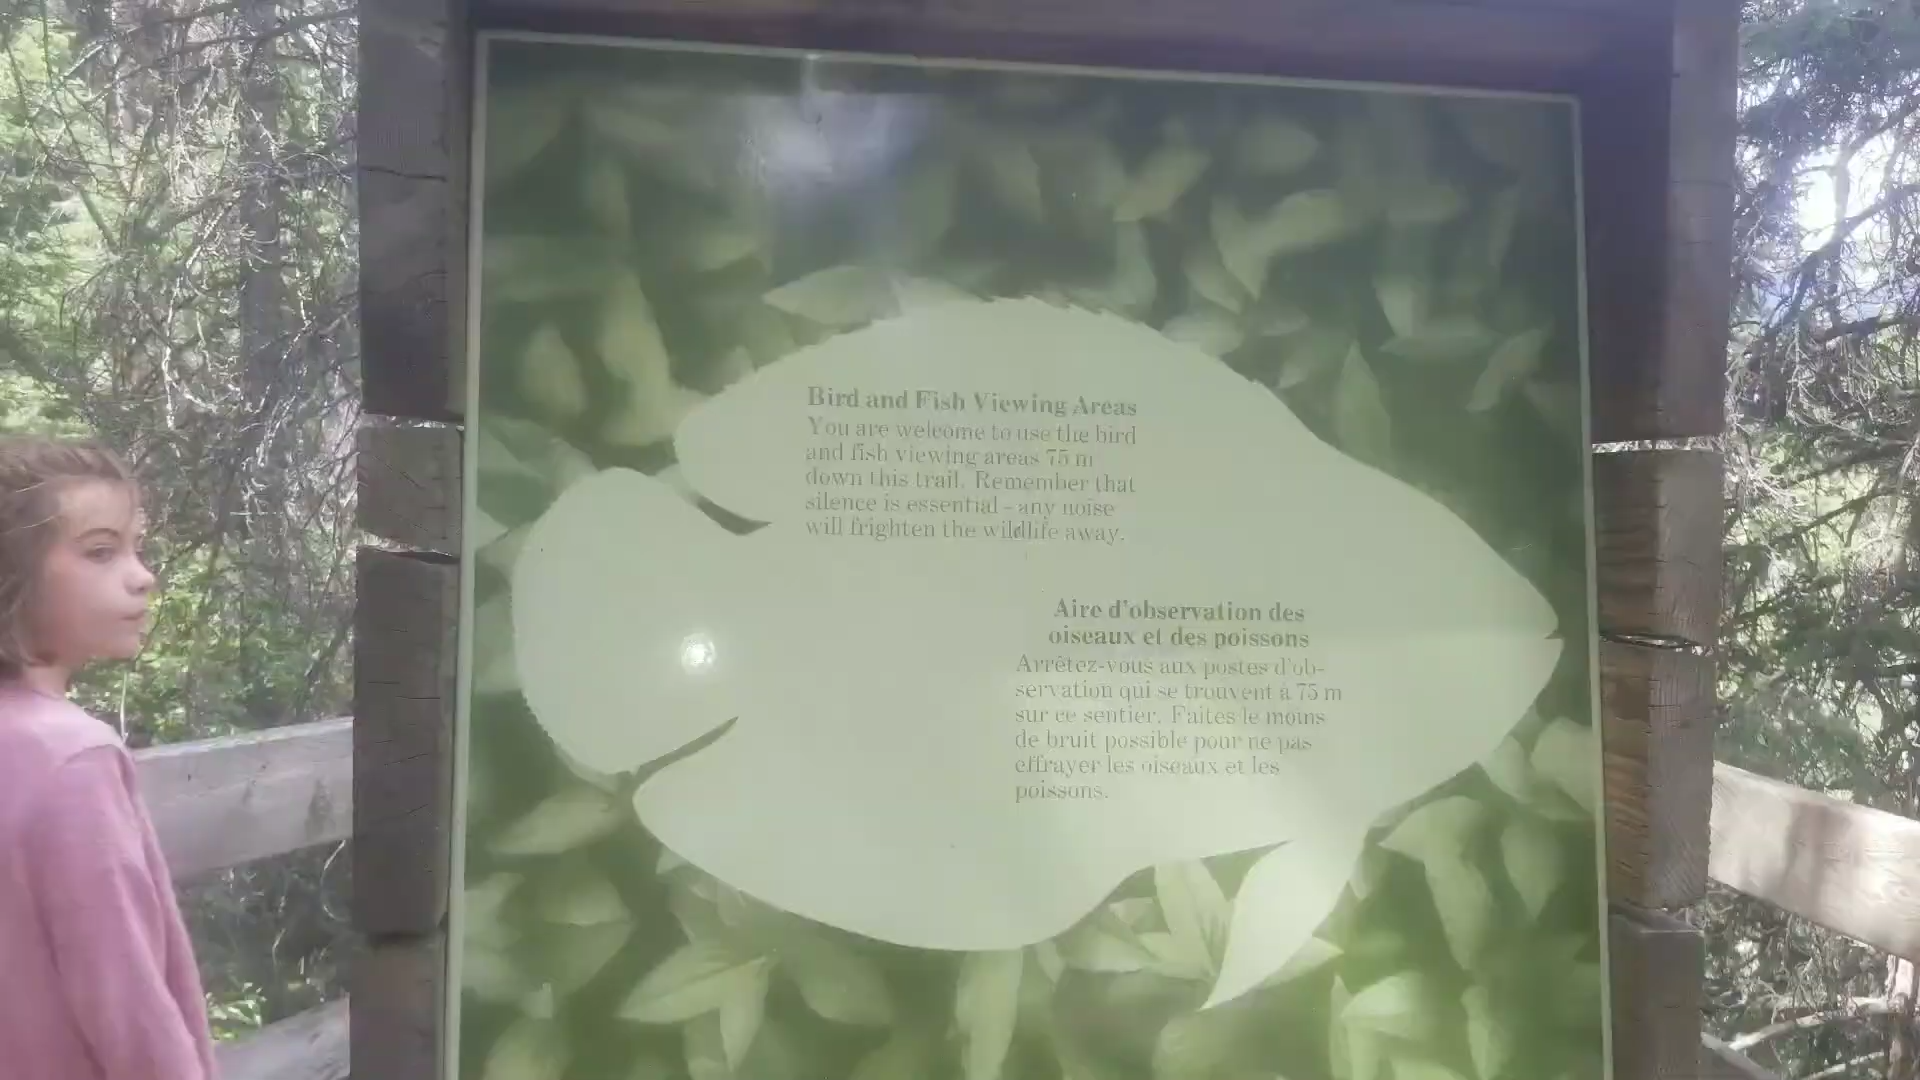 Bird and Fish Viewing Areas
You are welcome to use the bird
and fish viewing areas 75 m
down this trail. Remember that
silence is essential - any noise
will frighten the wildlife away.
Aire d'observation des
oiseaux et des poissons
Arrêtez-vous aux postes d'ob-
servation qui se trouvent à 75 m
sur ce sentier. Faites le moins
de bruit possible pour ne pas
effrayer les oiseaux et les
poissons.